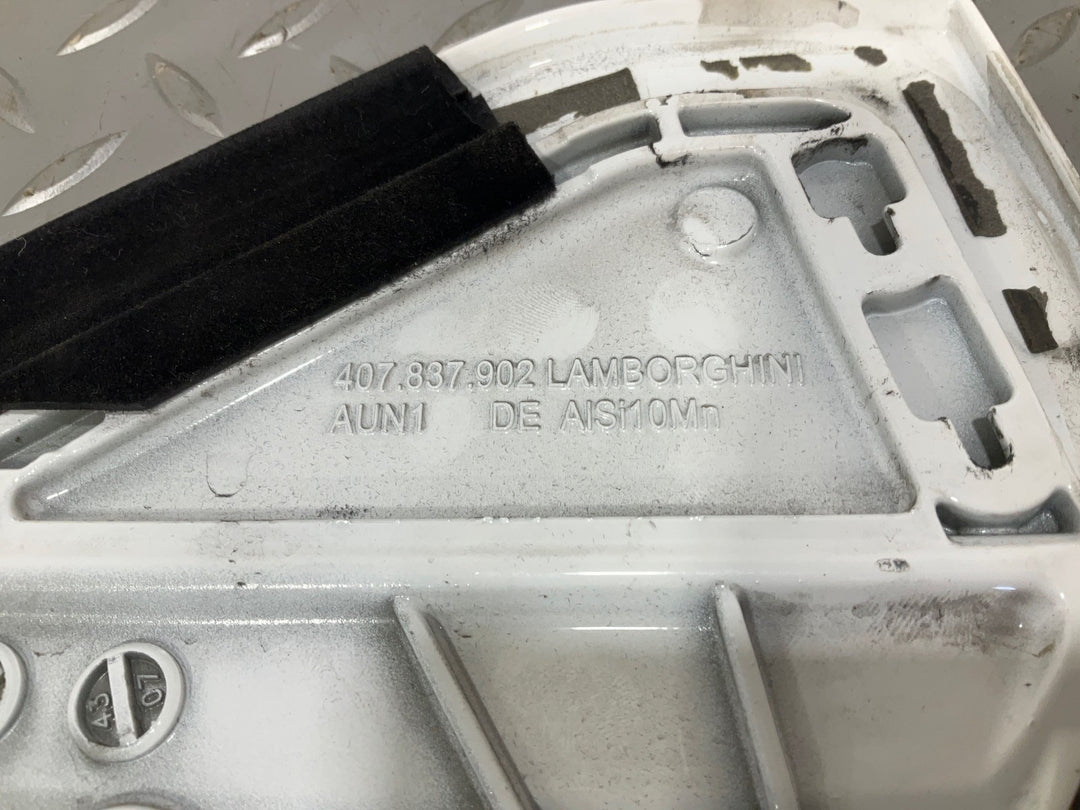 407.837.902 LAMBORGHINI
AUN1 DE AlSi10Mn
43
07